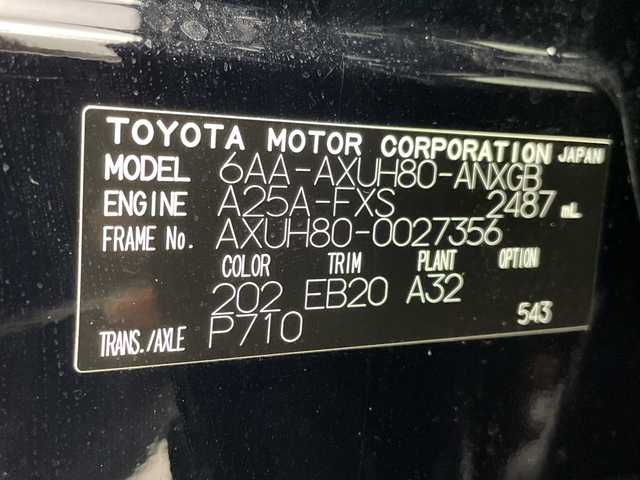 TOYOTA MOTOR CORPORATION JAPAN
MODEL 6AA-AXUH80-ANXGB
ENGINE A25A-FXS 2487 mL
FRAME No. AXUH80-0027356
COLOR TRIM PLANT OPTION
202 EB20 A32
TRANS./AXLE P710 543